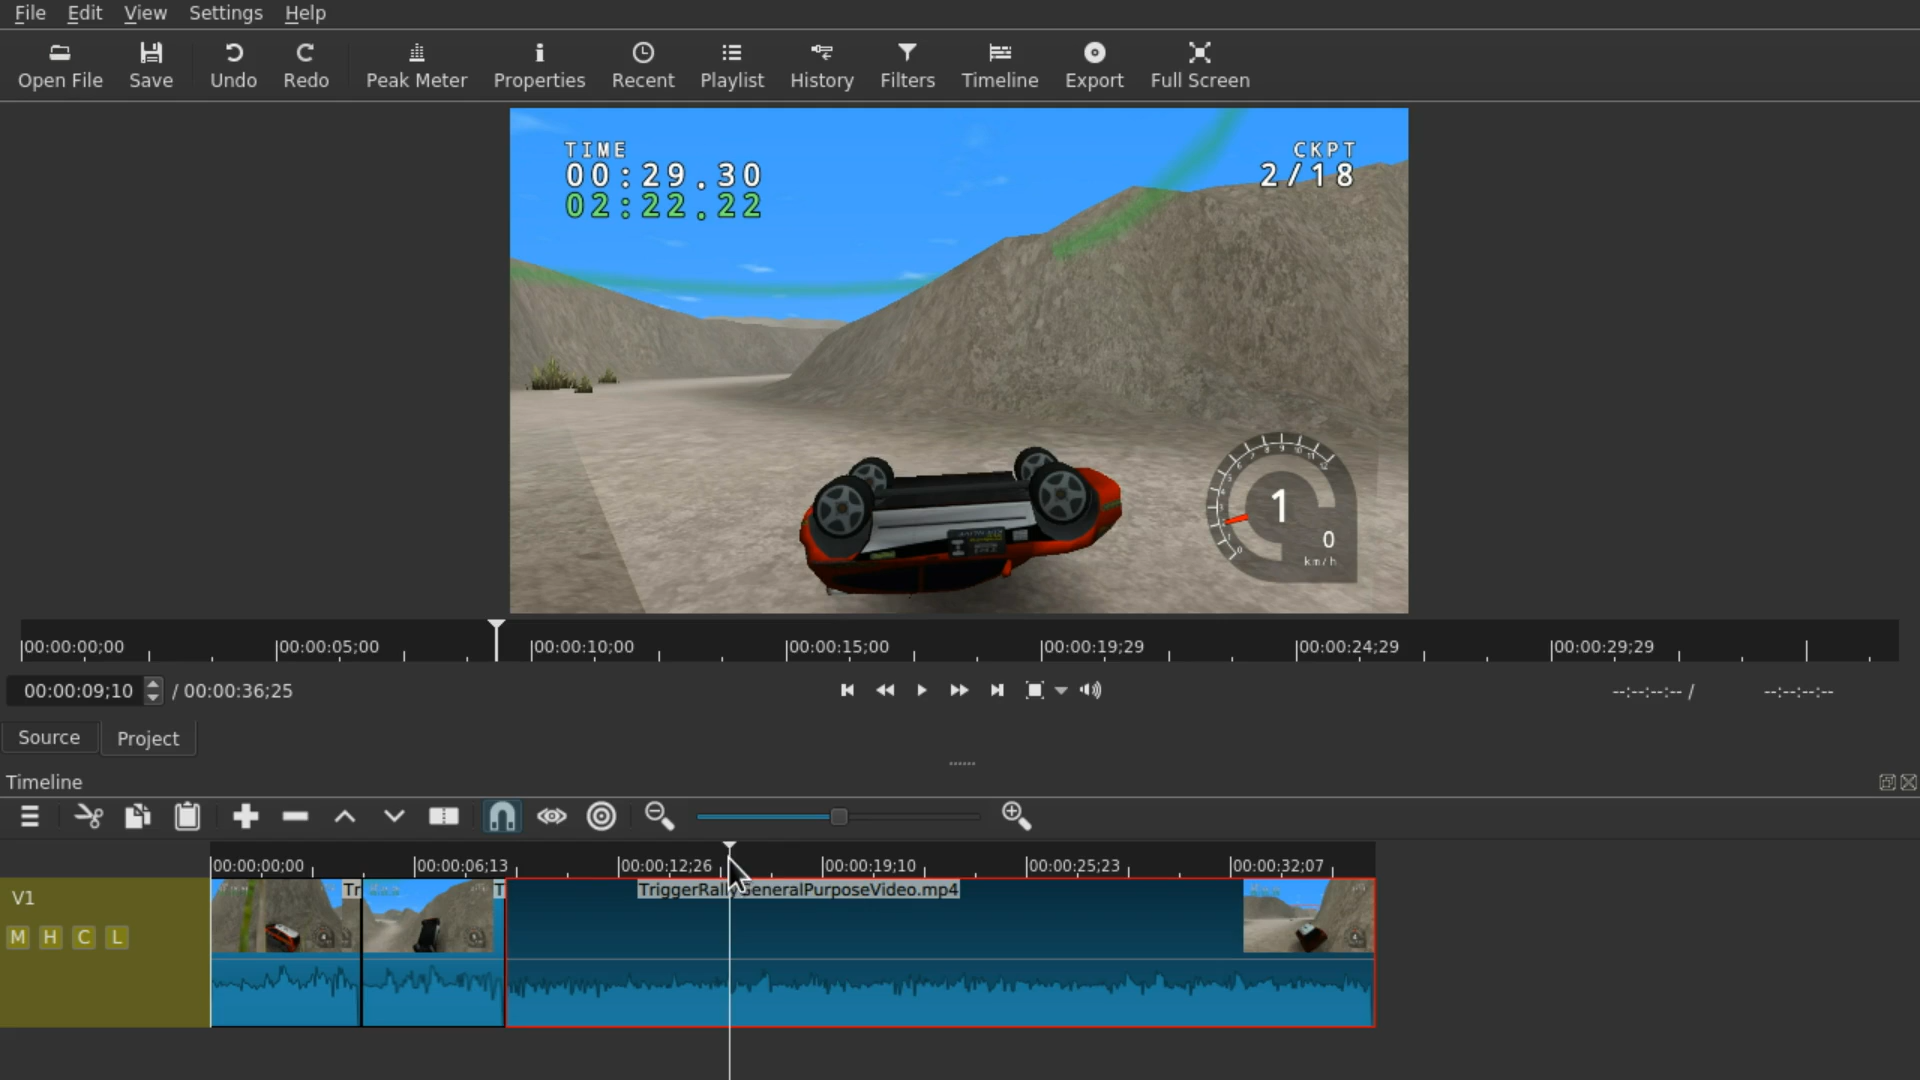 File Edit View Settings Help
Open File Save Undo Redo Peak Meter Properties Recent Playlist History Filters Timeline Export Full Screen
TIME
00:29.30
02:22.22
CKPT
2/18
1
0
km/h
00:00:00;00 00:00:05;00 00:00:10;00 00:00:15;00 00:00:19;29 00:00:24;29 00:00:29;29
00:00:09;10 / 00:00:36;25 --:--:--:-- / --:--:--:--
Source Project
Timeline
00:00:00;00 00:00:06;13 00:00:12;26 00:00:19;10 00:00:25;23 00:00:32;07
V1 Tr T TriggerRallyGeneralPurposeVideo.mp4
M H C L